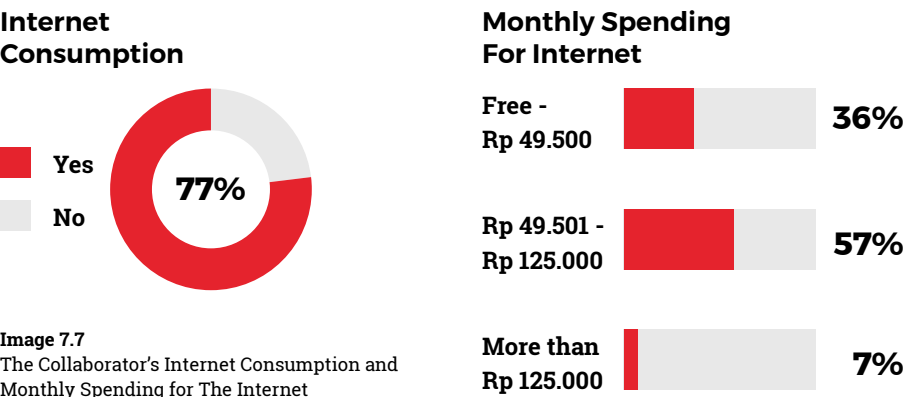 Internet
Consumption
Yes
No
77%
Image 7.7
The Collaborator's Internet Consumption and
Monthly Spending for The Internet
Monthly Spending
For Internet
Free -
Rp 49.500
36%
Rp 49.501 -
Rp 125.000
57%
More than
Rp 125.000
7%